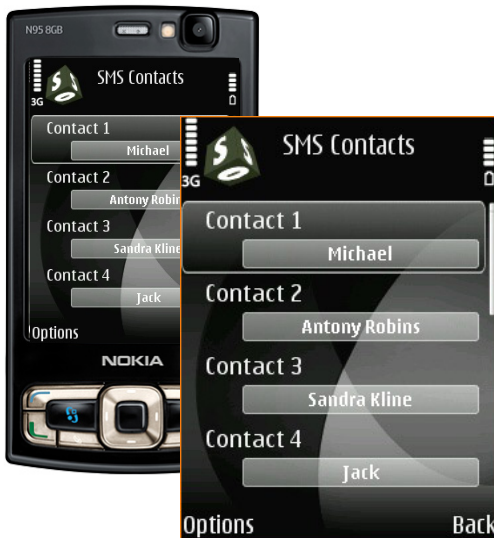 N95 8GB
SMS Contacts
3G
Contact 1
Michael
Contact 2
Antony Robin
Contact 3
Sandra Kline
Contact 4
Jack
Options
NOKIA
SMS Contacts
3G
Contact 1
Michael
Contact 2
Antony Robins
Contact 3
Sandra Kline
Contact 4
Jack
Options Back